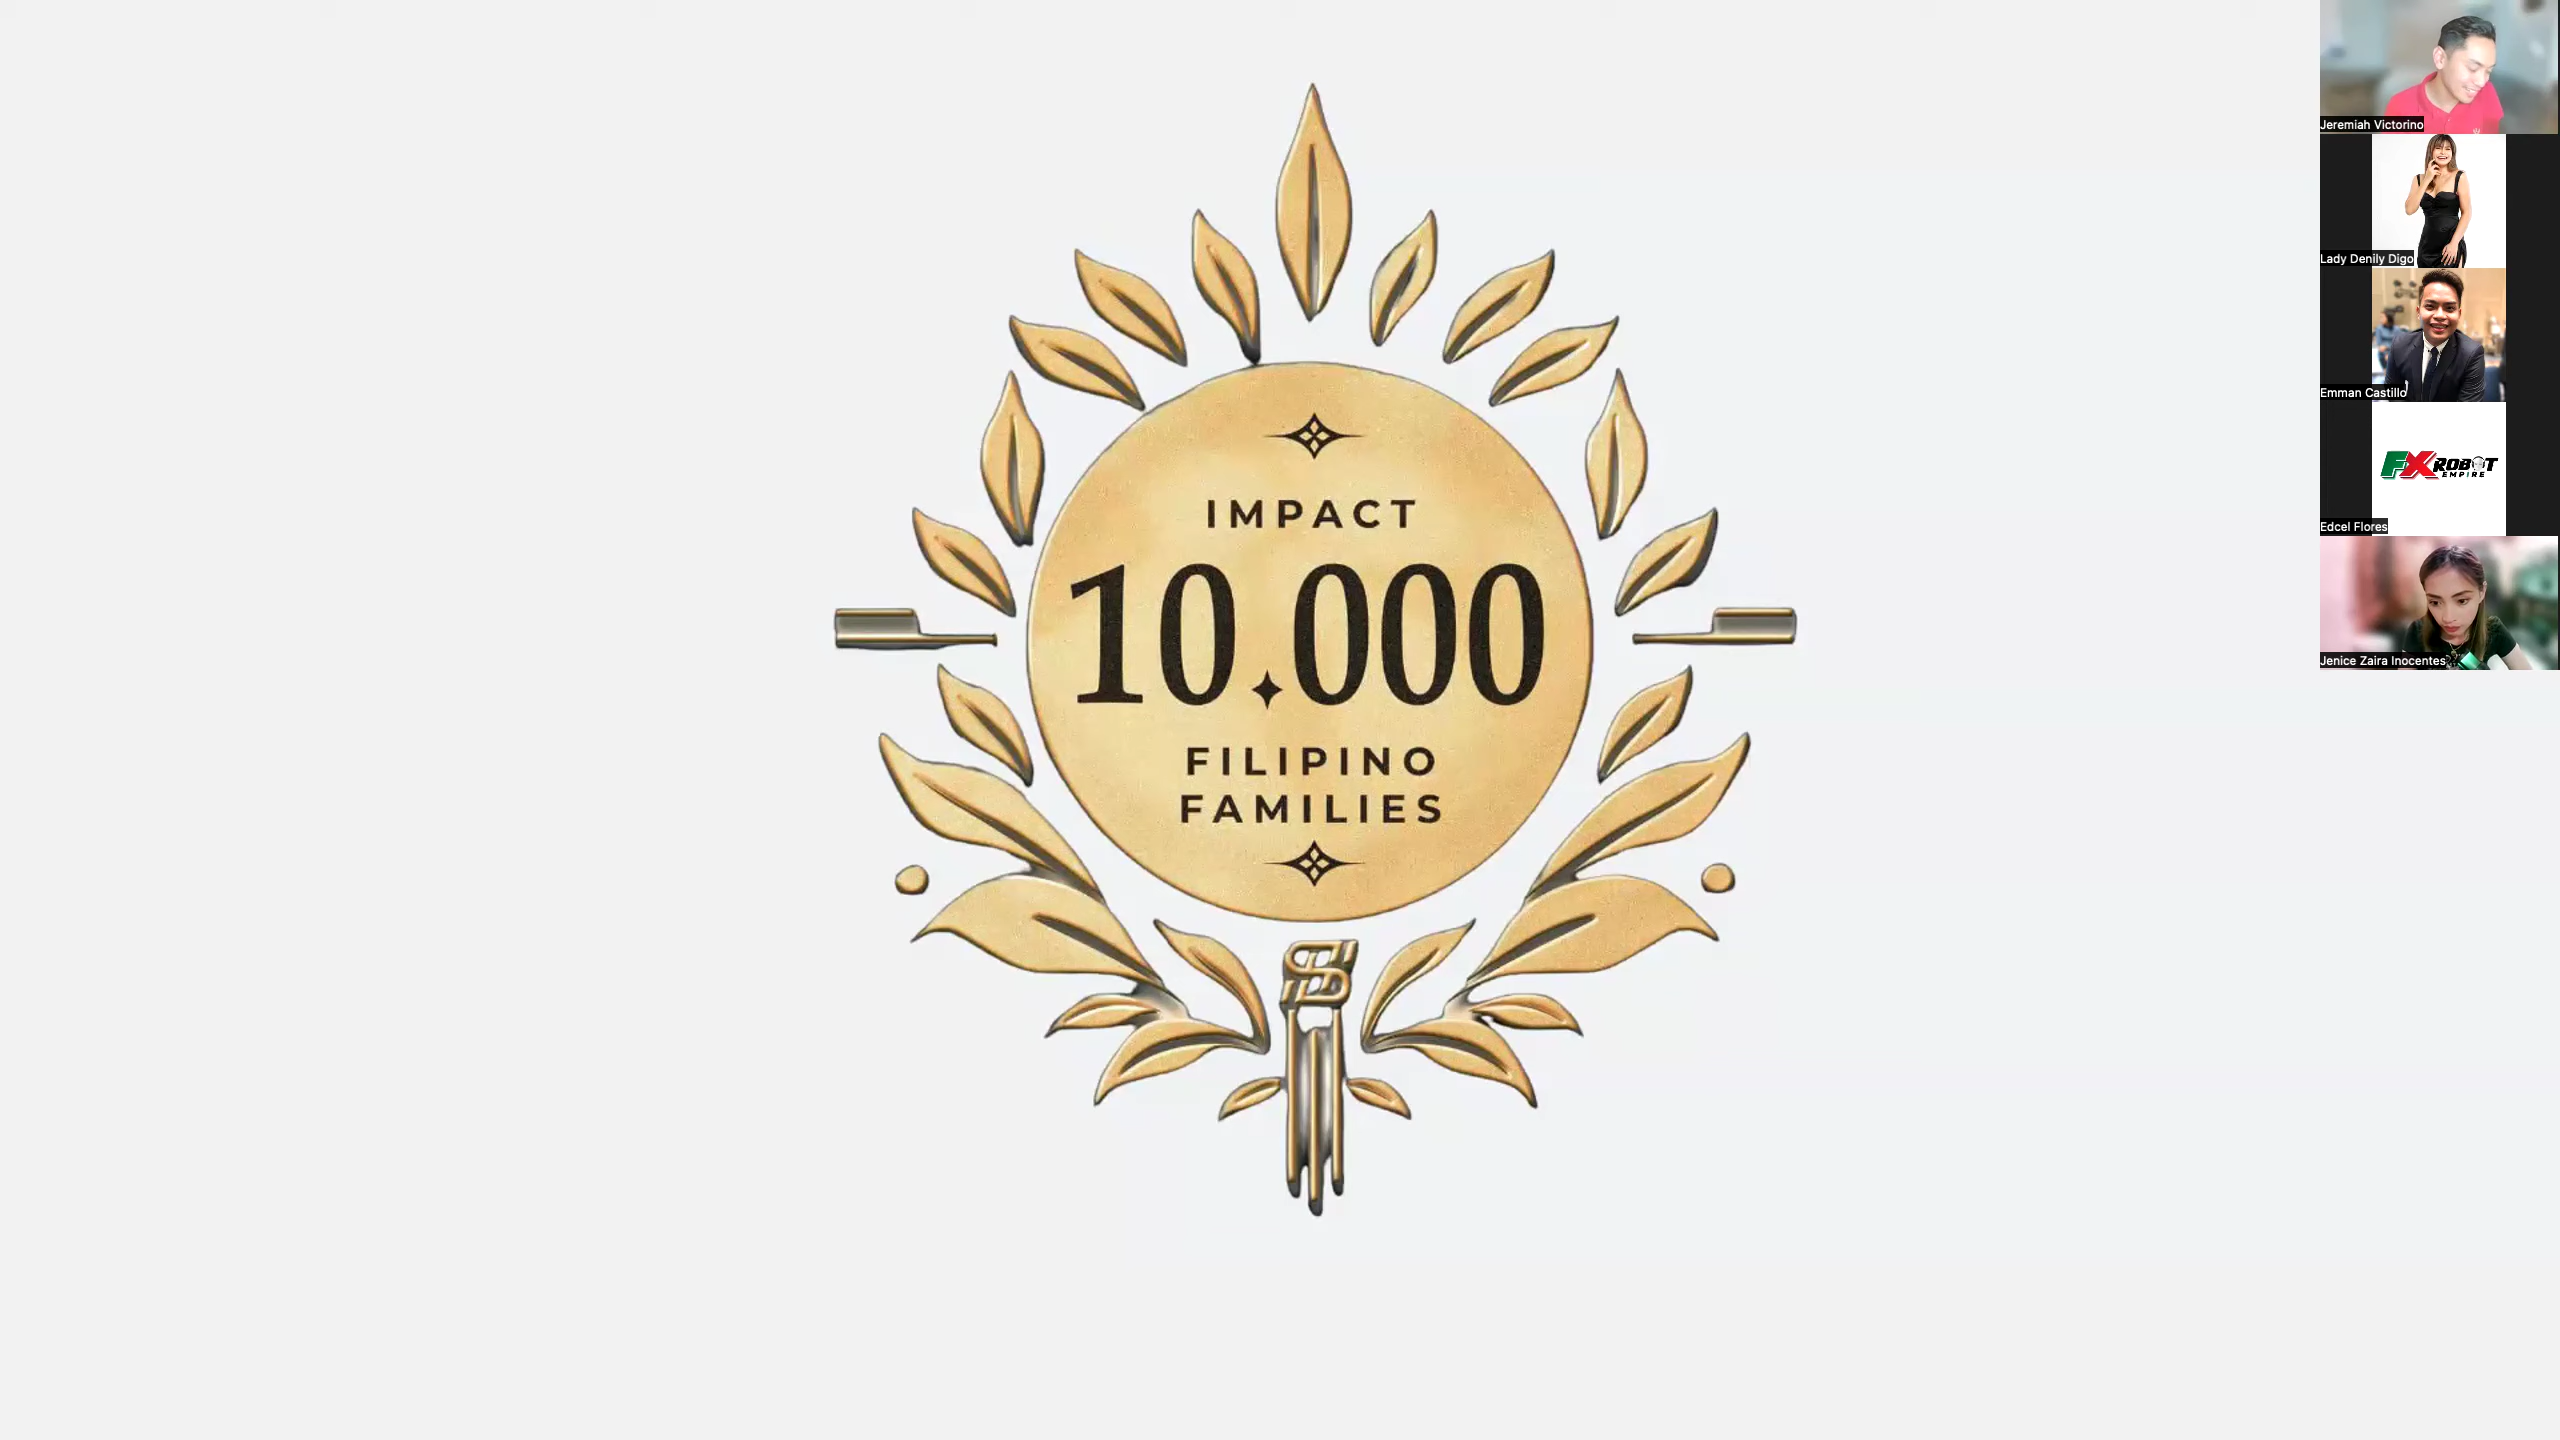 IMPACT
10.000
FILIPINO
FAMILIES
Jeremiah Victorino
Lady Denily Digo
Emman Castillo
FX ROBOT
EMPIRE
Edcel Flores
Jenice Zaira Inocentes